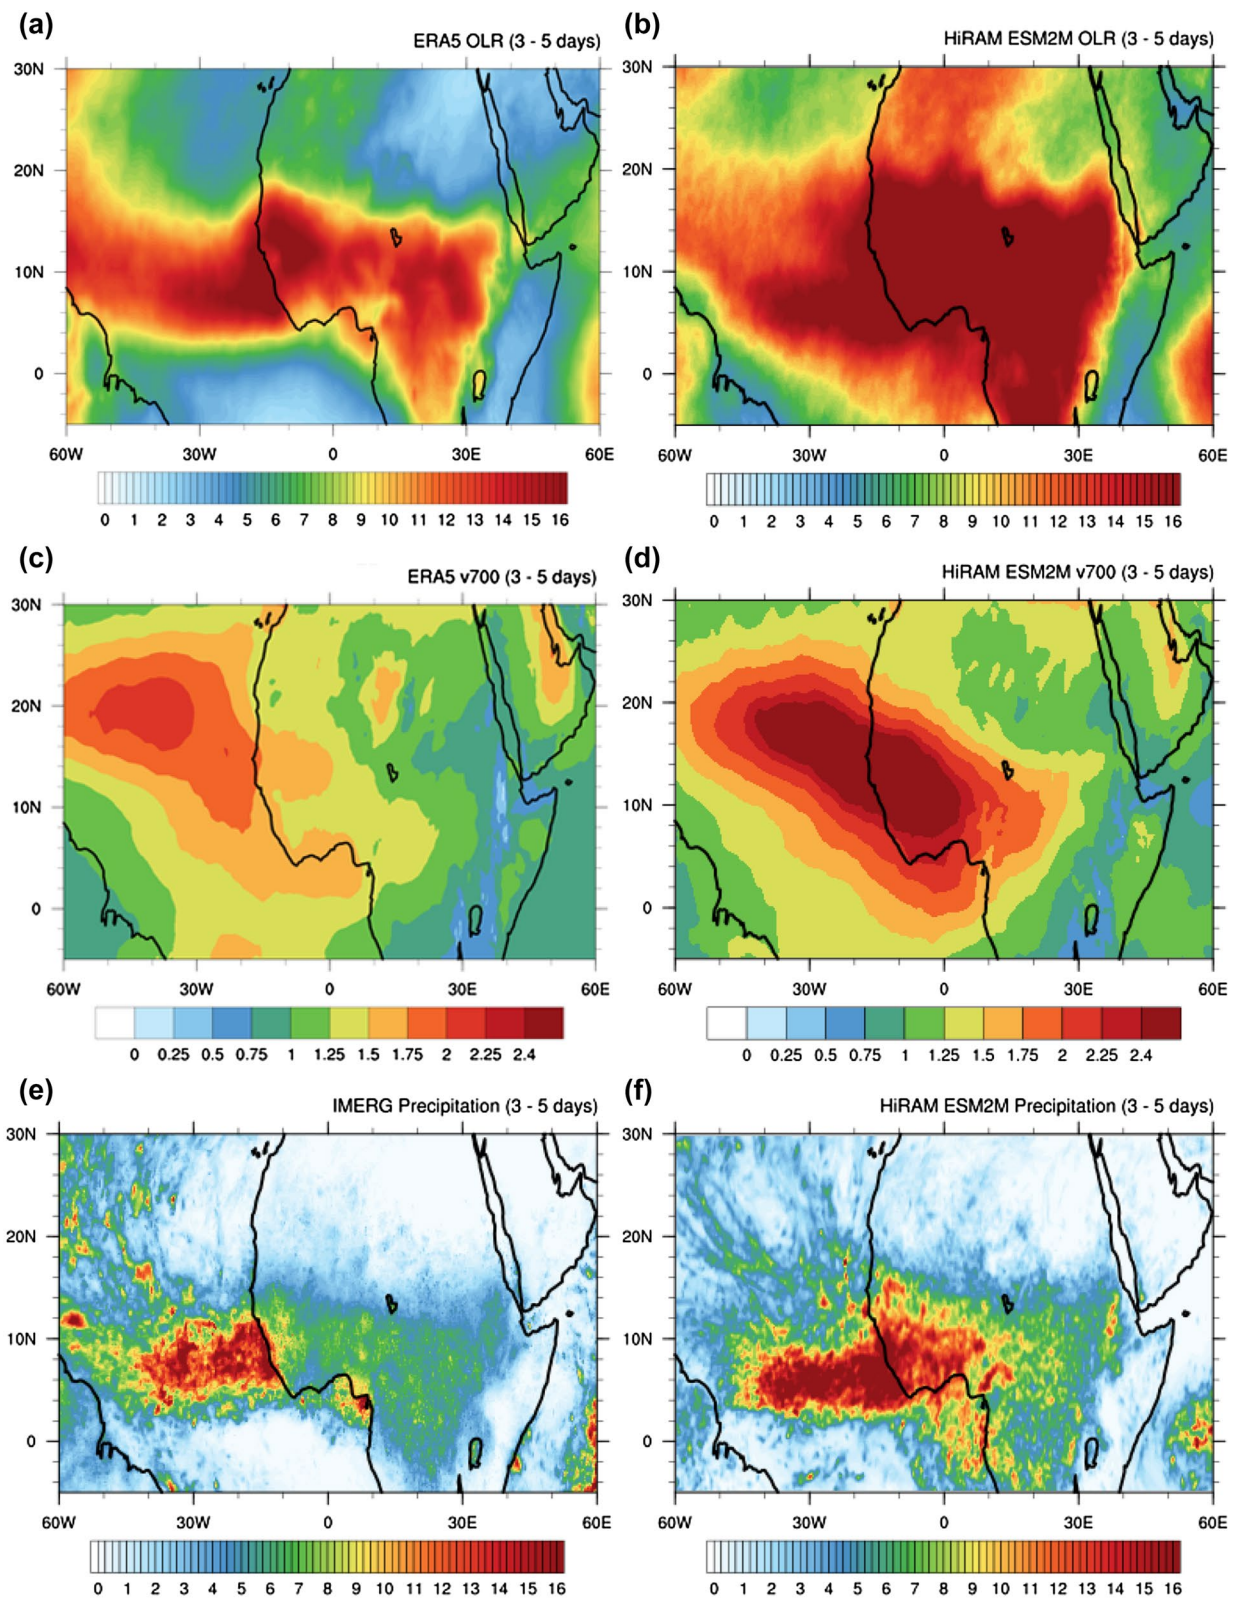 (a)
ERA5 OLR (3 - 5 days)
30N
20N
10N
0
60W 30W 0 30E 60E
0 1 2 3 4 5 6 7 8 9 10 11 12 13 14 15 16
(b)
HiRAM ESM2M OLR (3 - 5 days)
30N
20N
10N
0
60W 30W 0 30E 60E
0 1 2 3 4 5 6 7 8 9 10 11 12 13 14 15 16
(c)
ERA5 v700 (3 - 5 days)
30N
20N
10N
0
60W 30W 0 30E 60E
0 0.25 0.5 0.75 1 1.25 1.5 1.75 2 2.25 2.4
(d)
HiRAM ESM2M v700 (3 - 5 days)
30N
20N
10N
0
60W 30W 0 30E 60E
0 0.25 0.5 0.75 1 1.25 1.5 1.75 2 2.25 2.4
(e)
IMERG Precipitation (3 - 5 days)
30N
20N
10N
0
60W 30W 0 30E 60E
0 1 2 3 4 5 6 7 8 9 10 11 12 13 14 15 16
(f)
HiRAM ESM2M Precipitation (3 - 5 days)
30N
20N
10N
0
60W 30W 0 30E 60E
0 1 2 3 4 5 6 7 8 9 10 11 12 13 14 15 16